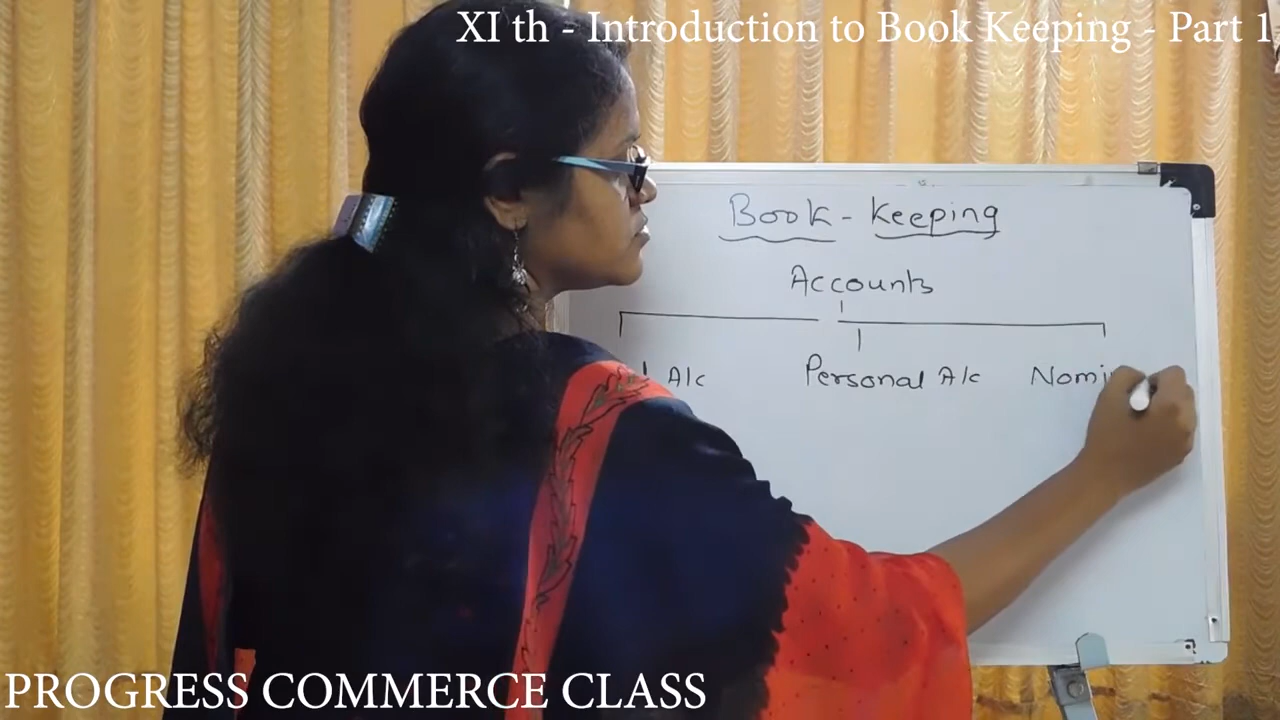 XI th - Introduction to Book Keeping - Part 1
Book - Keeping
Accounts
A/c Personal A/c
PROGRESS COMMERCE CLASS